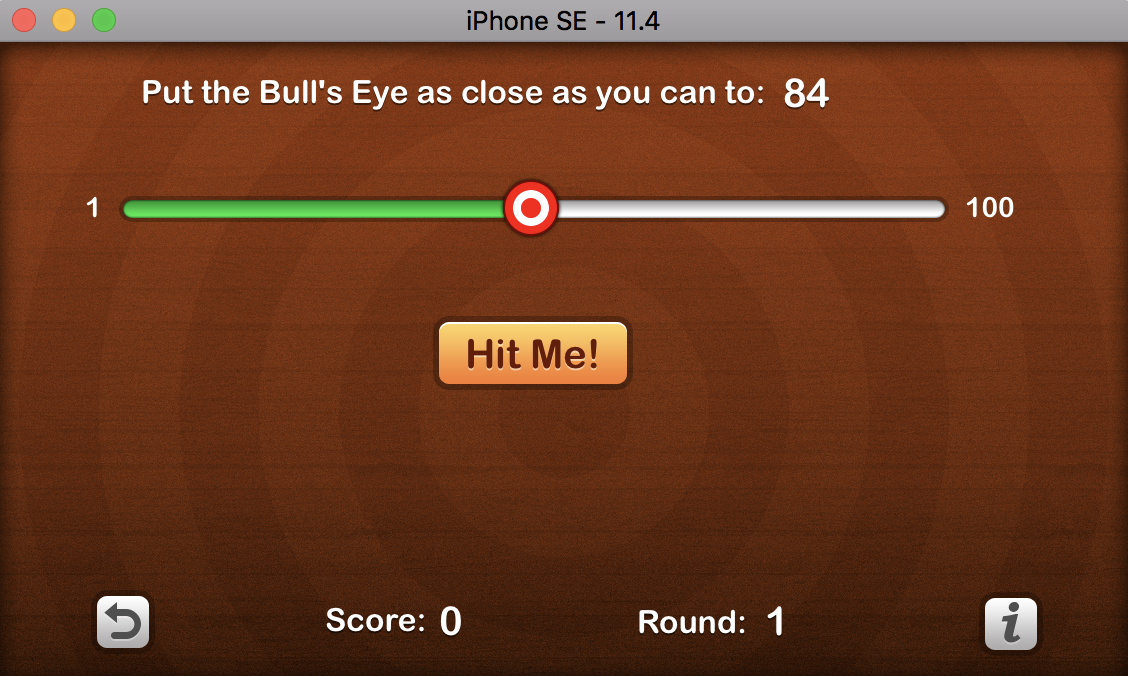 iPhone SE - 11.4
Put the Bull's Eye as close as you can to: 84
1 100
Hit Me!
Score: 0 Round: 1 i